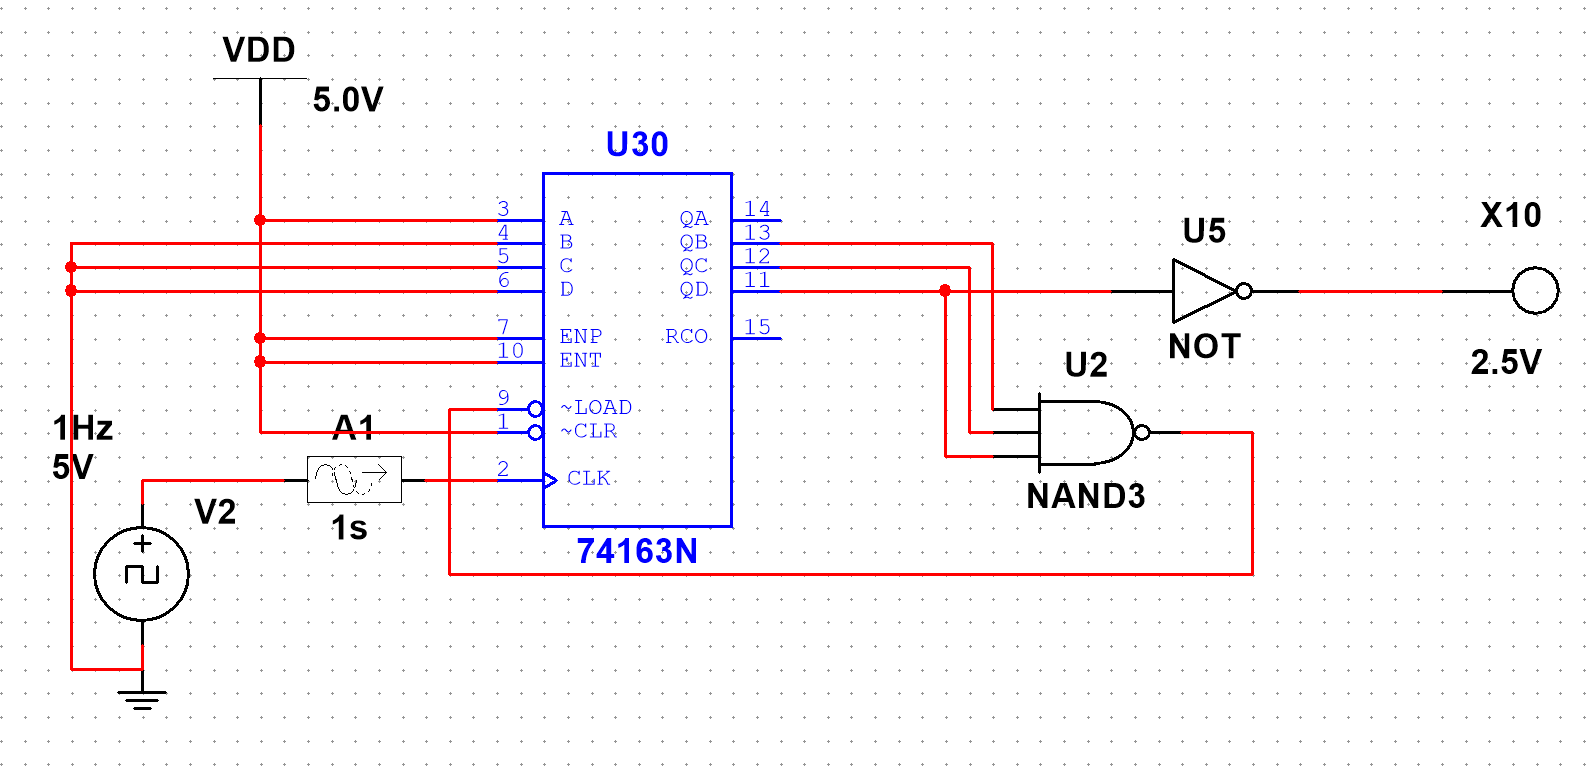 VDD
5.0V
U30
3 A QA 14
4 B QB 13
5 C QC 12
6 D QD 11
7 ENP RCO 15
10 ENT
9 ~LOAD
1 ~CLR
2 CLK
74163N
1Hz
5V
V2
A1
1s
U5
NOT
X10
2.5V
U2
NAND3